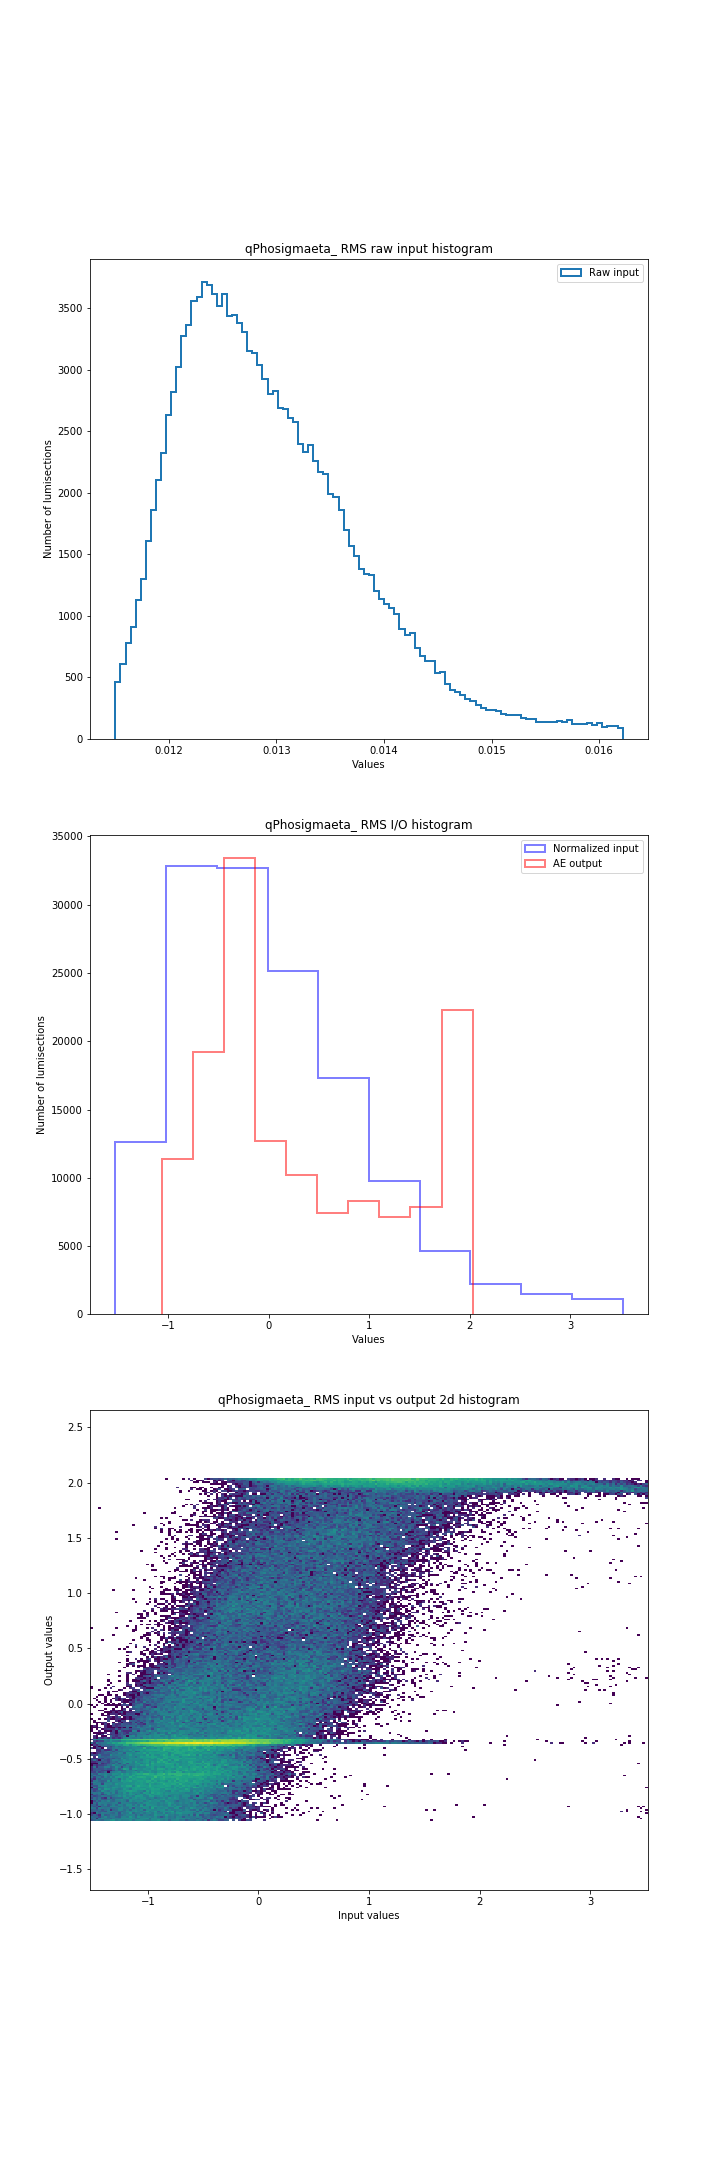 qPhosigmaeta_ RMS raw input histogram
Raw input
3500
3000
2500
2000
1500
1000
500
0
Number of lumisections
0.012 0.013 0.014 0.015 0.016
Values
qPhosigmaeta_ RMS I/O histogram
Normalized input
AE output
35000
30000
25000
20000
15000
10000
5000
0
Number of lumisections
−1 0 1 2 3
Values
qPhosigmaeta_ RMS input vs output 2d histogram
2.5
2.0
1.5
1.0
0.5
0.0
−0.5
−1.0
−1.5
Output values
−1 0 1 2 3
Input values